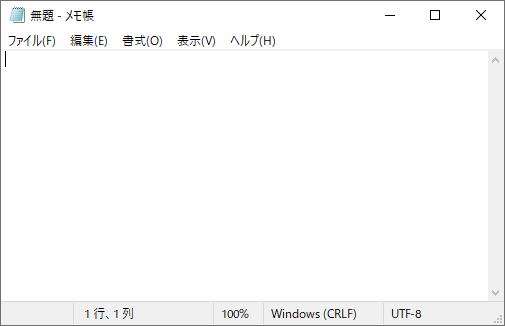 無題 - メモ帳
ファイル(F) 編集(E) 書式(O) 表示(V) ヘルプ(H)
1 行、1 列 100% Windows (CRLF) UTF-8